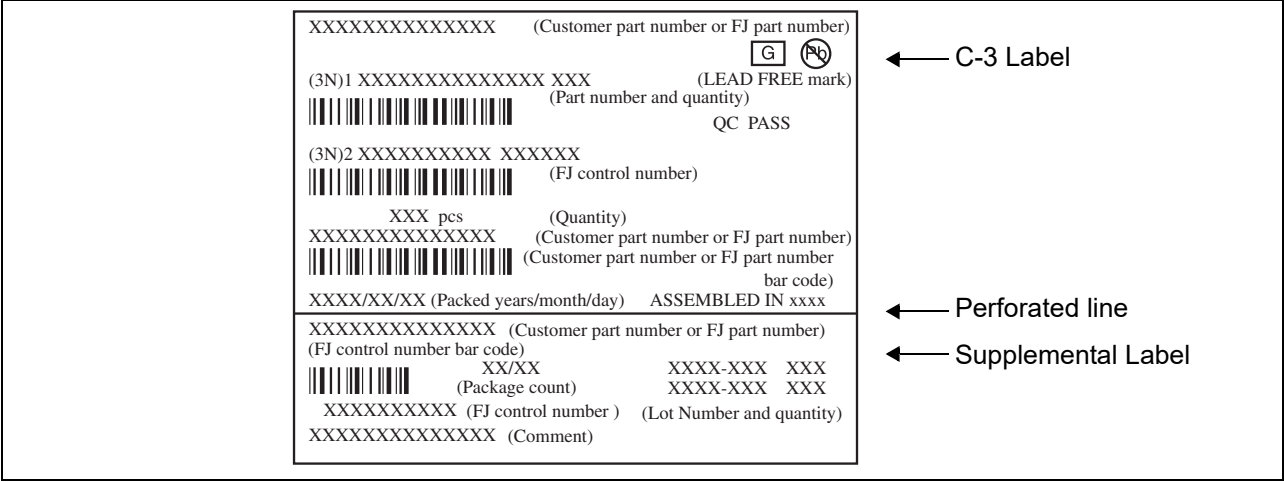 XXXXXXXXXXXXXX (Customer part number or FJ part number)
G Pb
C-3 Label
(3N)1 XXXXXXXXXXXXXX XXX (LEAD FREE mark)
(Part number and quantity)
QC PASS
(3N)2 XXXXXXXXXX XXXXXX
(FJ control number)
XXX pcs (Quantity)
XXXXXXXXXXXXXX (Customer part number or FJ part number)
(Customer part number or FJ part number
bar code)
XXXX/XX/XX (Packed years/month/day) ASSEMBLED IN xxxx
Perforated line
XXXXXXXXXXXXXX (Customer part number or FJ part number)
(FJ control number bar code)
Supplemental Label
XX/XX XXXX-XXX XXX
(Package count) XXXX-XXX XXX
XXXXXXXXXX (FJ control number ) (Lot Number and quantity)
XXXXXXXXXXXXXX (Comment)